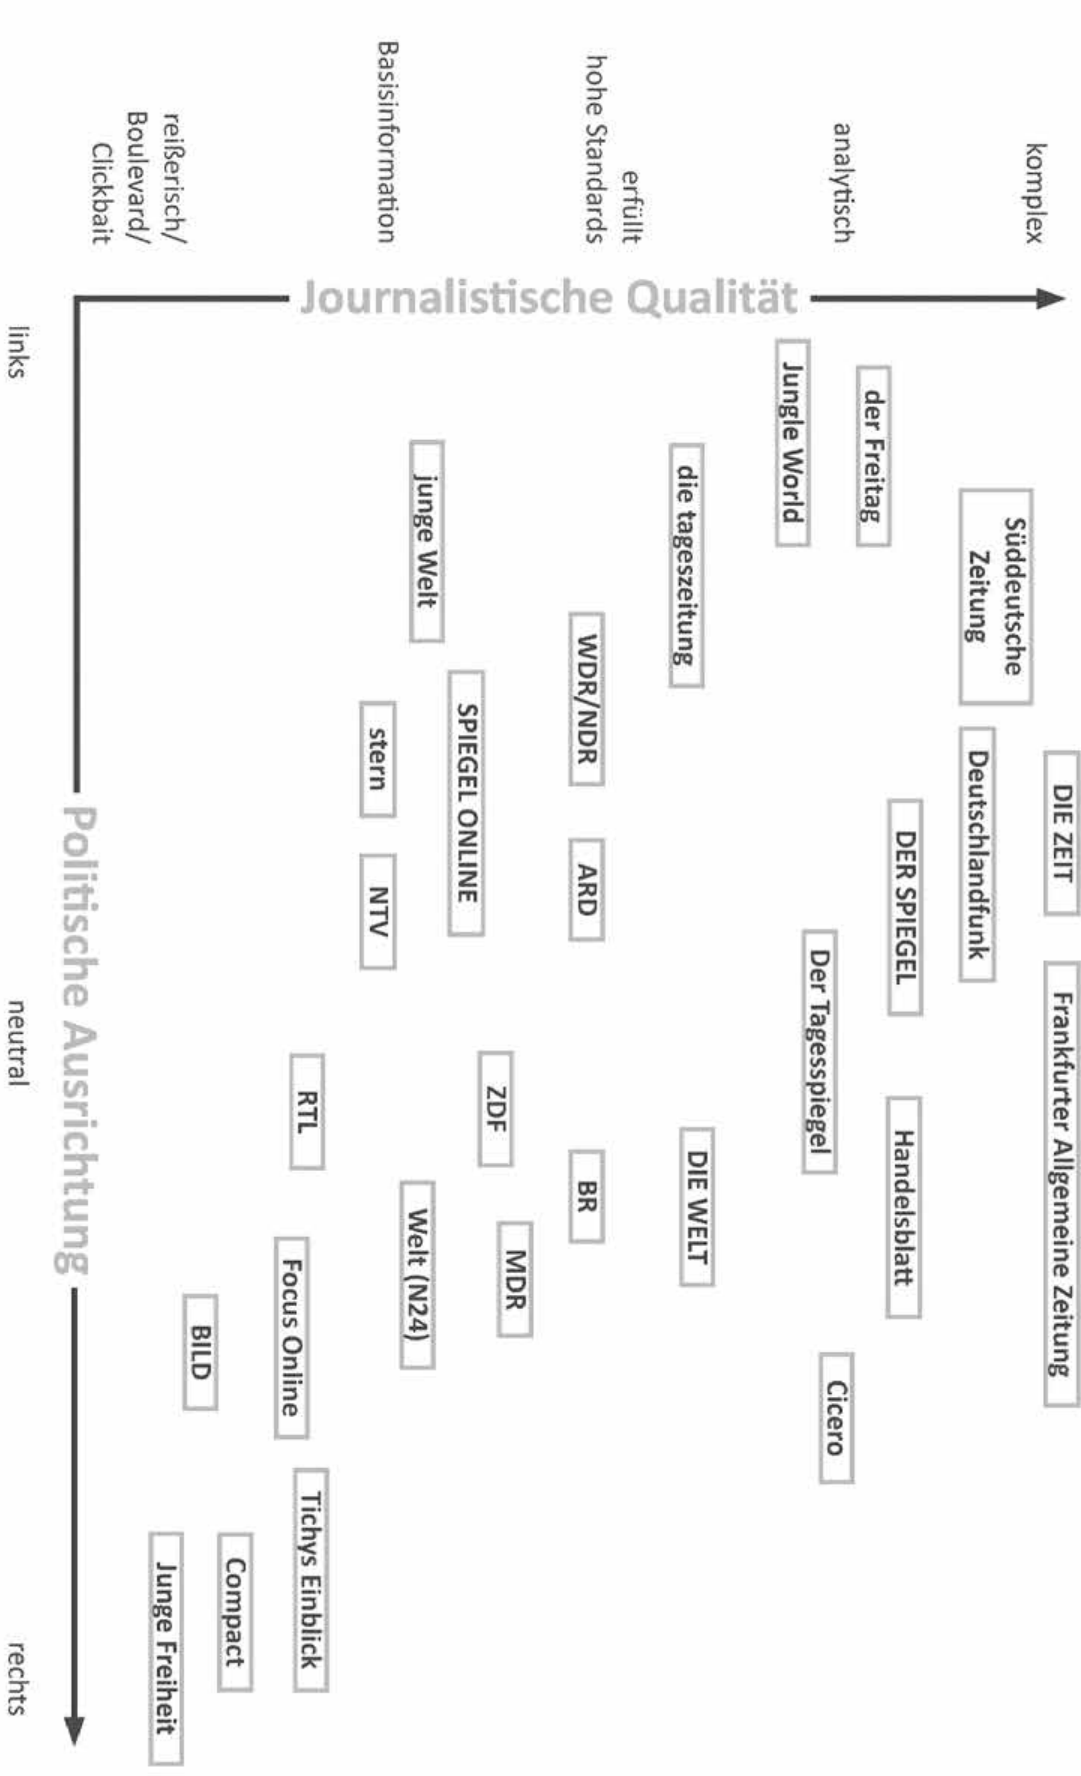 komplex
analytisch
erfüllt
hohe Standards
Basisinformation
reißerisch/
Boulevard/
Clickbait
Journalistische Qualität
DIE ZEIT
Frankfurter Allgemeine Zeitung
Süddeutsche
Zeitung
Deutschlandfunk
DER SPIEGEL
Handelsblatt
der Freitag
Der Tagesspiegel
Cicero
Jungle World
die tageszeitung
DIE WELT
WDR/NDR
ARD
BR
MDR
ZDF
SPIEGEL ONLINE
junge Welt
Welt (N24)
stern
NTV
RTL
Tichys Einblick
Focus Online
Compact
BILD
Junge Freiheit
Politische Ausrichtung
links
neutral
rechts